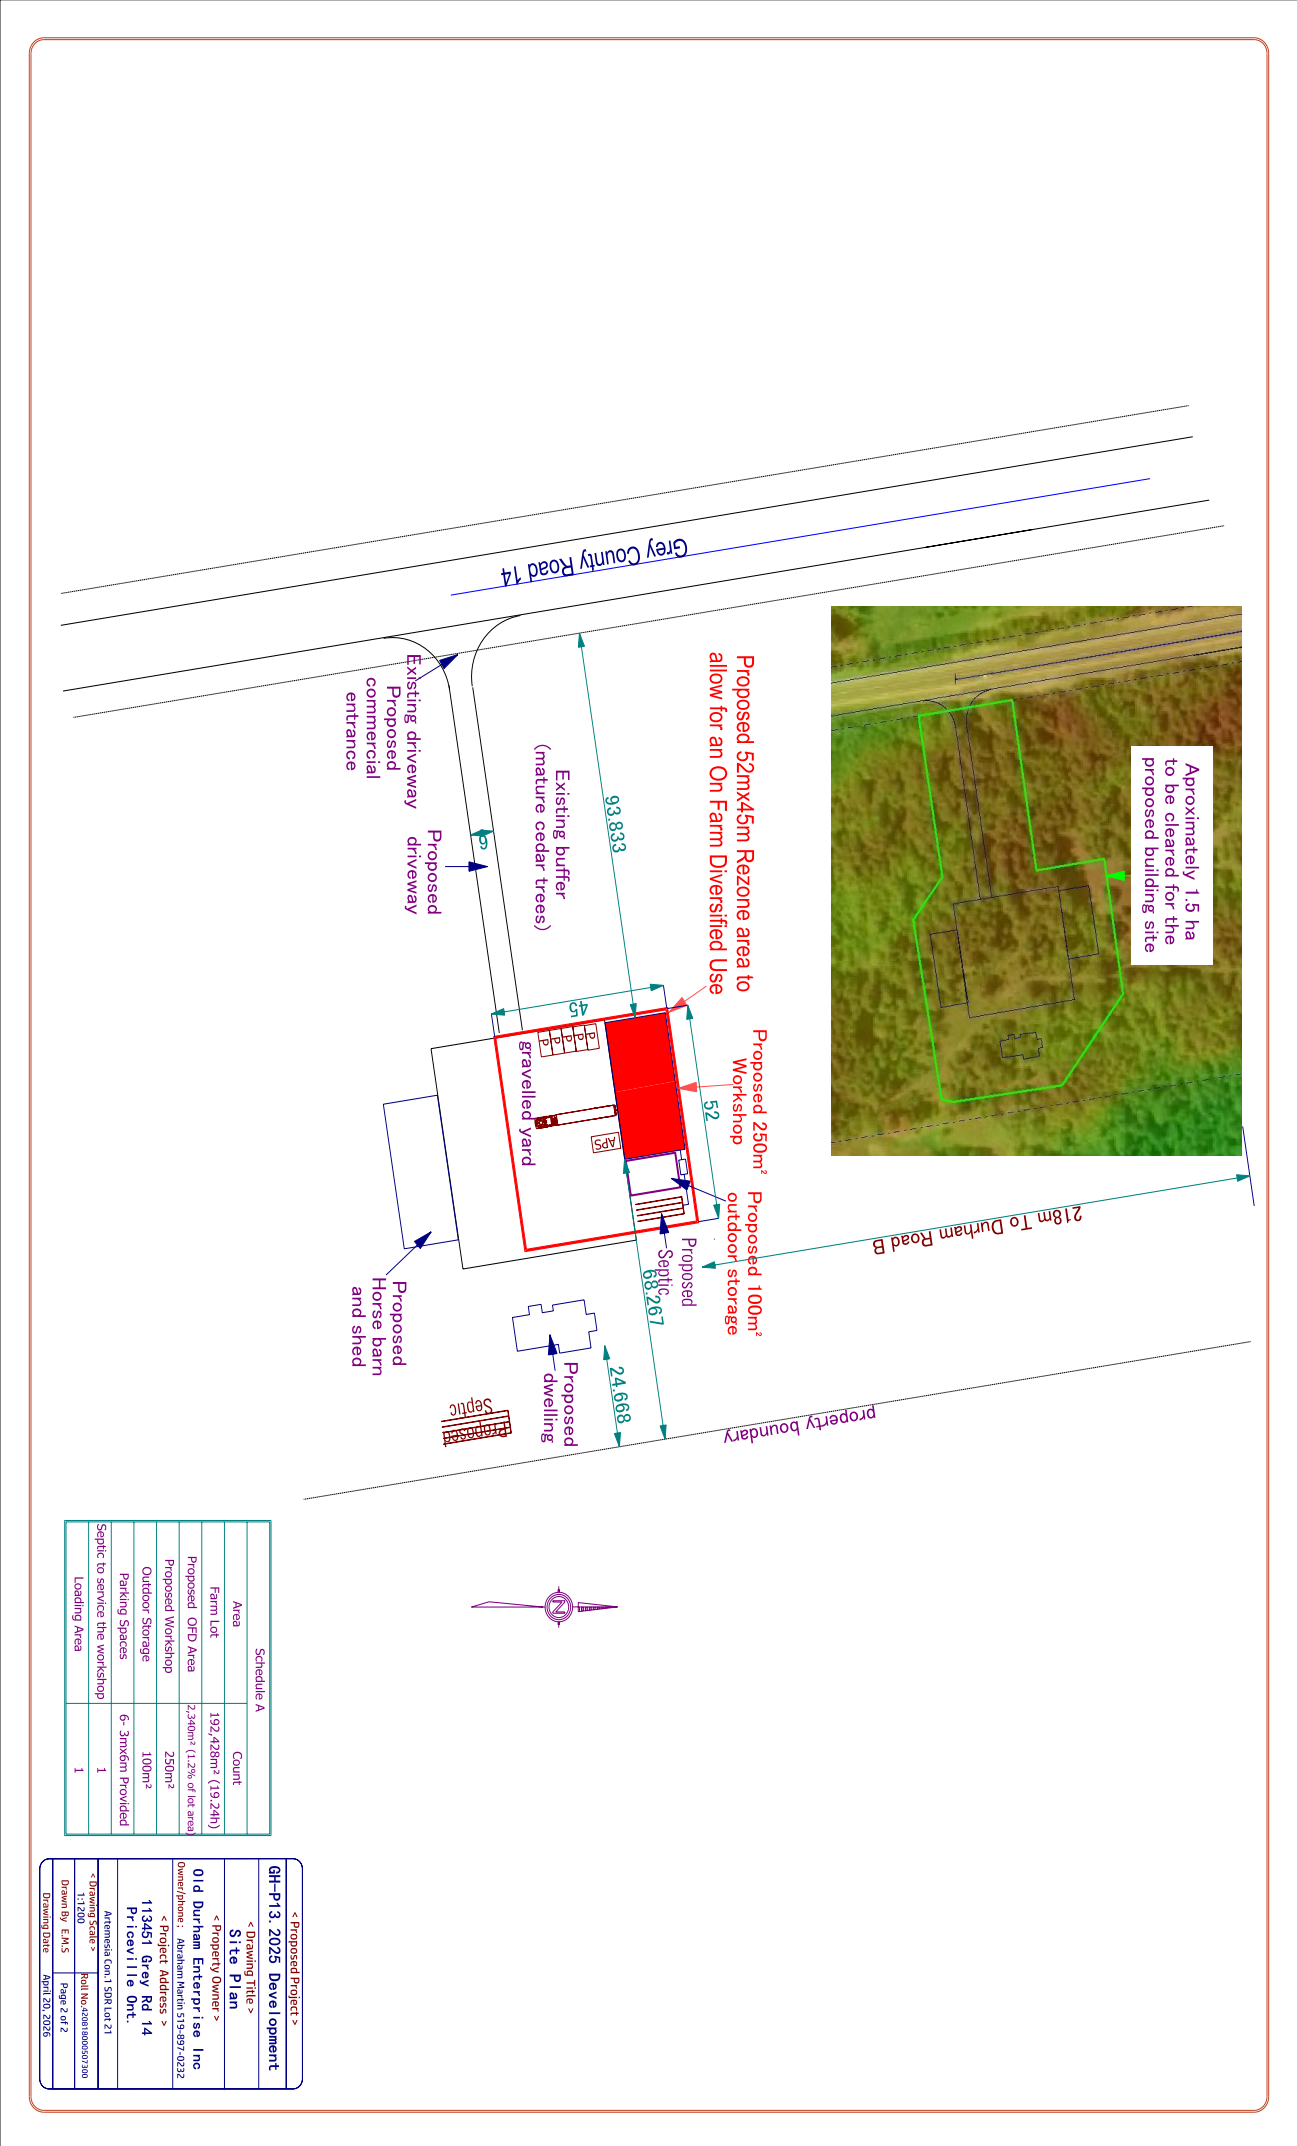 Grey County Road 14
Existing driveway
Proposed
commercial
entrance
Proposed
driveway
6
Existing buffer
(mature cedar trees)
93.833
Proposed 52mx45m Rezone area to
allow for an On Farm Diversified Use
Aproximately 1.5 ha
to be cleared for the
proposed building site
45
52
Proposed 250m²
Workshop
Proposed 100m²
outdoor storage
gravelled yard
P
P
P
P
P
APS
Proposed
Septic
68.267
218m To Durham Road B
Proposed
Horse barn
and shed
Proposed
dwelling
24.668
Proposed
Septic
property boundary
N
Schedule A
Area Count
Farm Lot 192,428m² (19.24h)
Proposed OFD Area 2,340m² (1.2% of lot area)
Proposed Workshop 250m²
Outdoor Storage 100m²
Parking Spaces 6- 3mx6m Provided
Septic to service the workshop 1
Loading Area 1
< Proposed Project >
GH-P13.2025 Development
< Drawing Title >
Site Plan
< Property Owner >
Old Durham Enterprise Inc
Owner/phone ; Abraham Martin 519-897-0232
< Project Address >
113451 Grey Rd 14
Priceville Ont.
Artemesia Con.1 SDR Lot 21
< Drawing Scale >
1:1200
Roll No.420818000507300
Drawn By E.M.S
Page 2 of 2
Drawing Date April 20, 2026